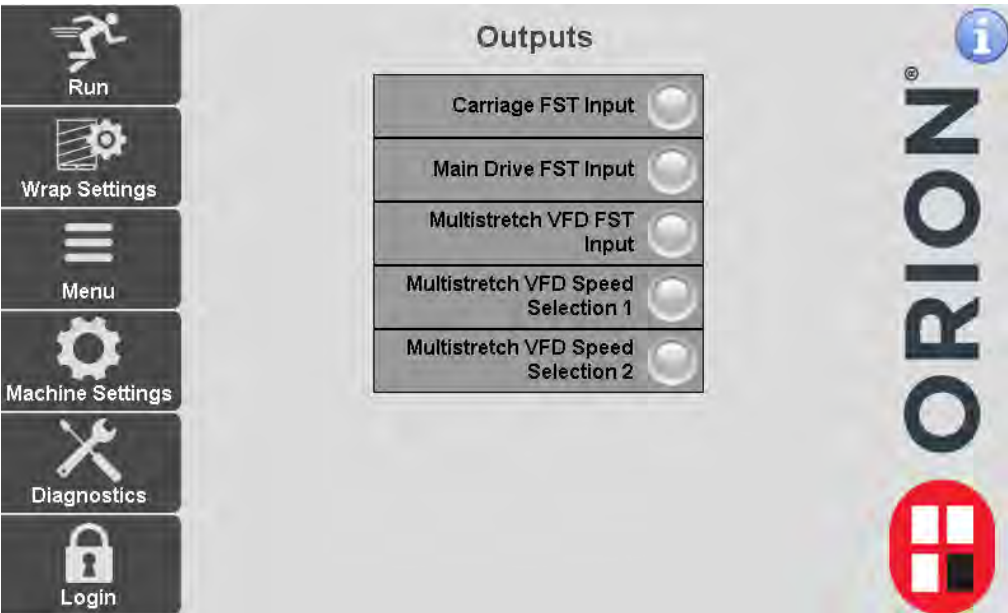 Run
Wrap Settings
Menu
Machine Settings
Diagnostics
Login
Outputs
Carriage FST Input
Main Drive FST Input
Multistretch VFD FST
Input
Multistretch VFD Speed
Selection 1
Multistretch VFD Speed
Selection 2
i
ORION®